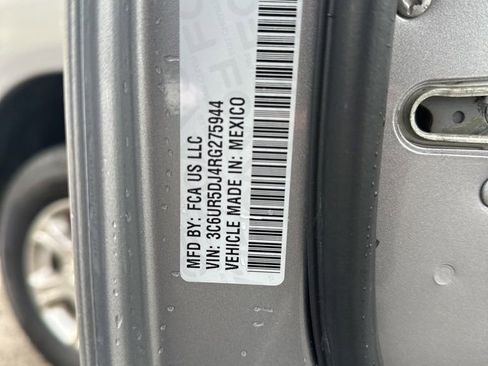 MFD BY: FCA US LLC
VIN: 3C6UR5DJ4RG275944
VEHICLE MADE IN: MEXICO